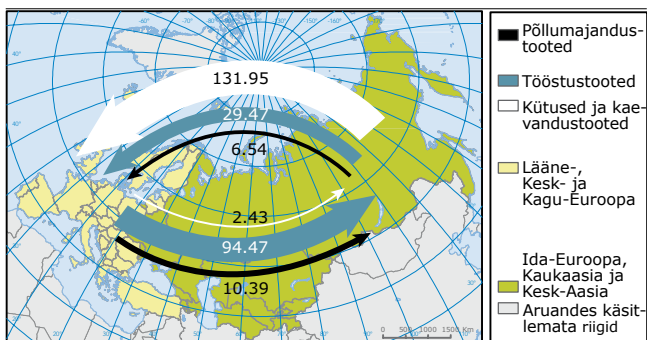 131.95
29.47
6.54
2.43
94.47
10.39
0 500 1000 1500 Km
Põllumajandus-
tooted
Tööstustooted
Kütused ja kae-
vandustooted
Lääne-,
Kesk- ja
Kagu-Euroopa
Ida-Euroopa,
Kaukaasia ja
Kesk-Aasia
Aruandes käsit-
lemata riigid